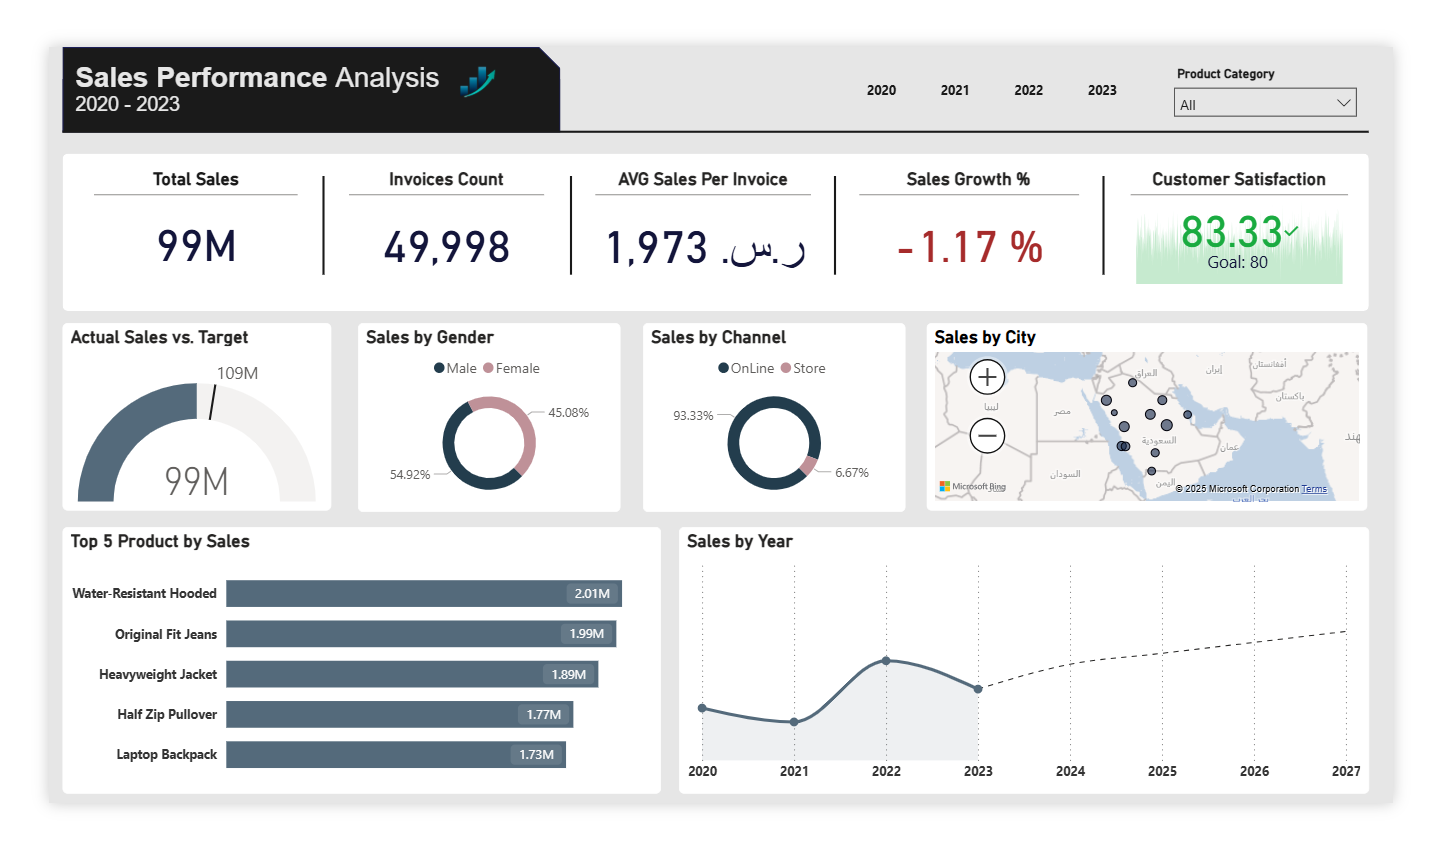 Sales Performance Analysis
2020 - 2023
2020 2021 2022 2023
Product Category
All
Total Sales
99M
Invoices Count
49,998
AVG Sales Per Invoice
1,973 ر.س.
Sales Growth %
-1.17 %
Customer Satisfaction
83.33
Goal: 80
Actual Sales vs. Target
109M
99M
Sales by Gender
Male Female
45.08%
54.92%
Sales by Channel
OnLine Store
93.33%
6.67%
Sales by City
العراق
إيران
أفغانستان
باكستان
ليبيا
مصر
السعودية
عمان
السودان
اليمن
Microsoft Bing
© 2025 Microsoft Corporation Terms
Top 5 Product by Sales
Water-Resistant Hooded 2.01M
Original Fit Jeans 1.99M
Heavyweight Jacket 1.89M
Half Zip Pullover 1.77M
Laptop Backpack 1.73M
Sales by Year
2020 2021 2022 2023 2024 2025 2026 2027